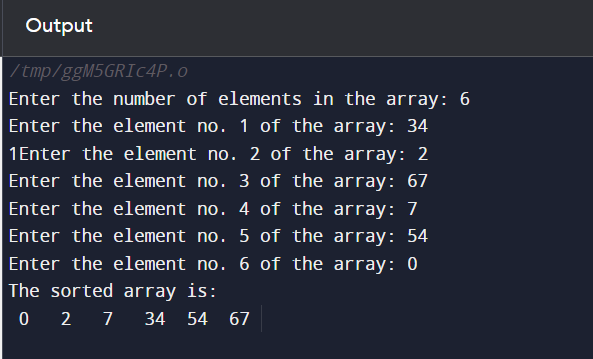 Output
/tmp/ggM5GRIc4P.o
Enter the number of elements in the array: 6
Enter the element no. 1 of the array: 34
1Enter the element no. 2 of the array: 2
Enter the element no. 3 of the array: 67
Enter the element no. 4 of the array: 7
Enter the element no. 5 of the array: 54
Enter the element no. 6 of the array: 0
The sorted array is:
0 2 7 34 54 67